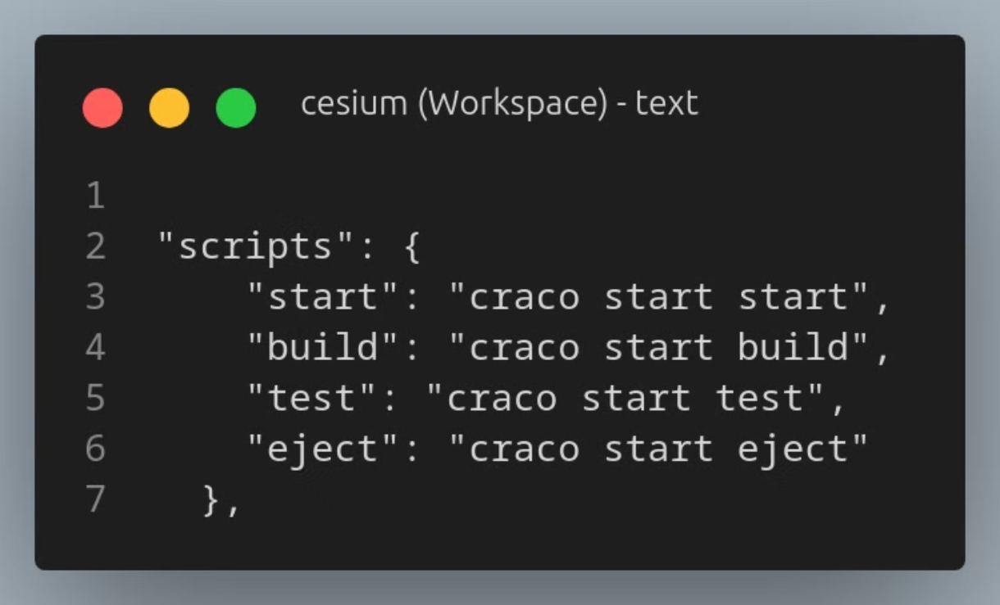 cesium (Workspace) - text
1
2 "scripts": {
3 "start": "craco start start",
4 "build": "craco start build",
5 "test": "craco start test",
6 "eject": "craco start eject"
7 },